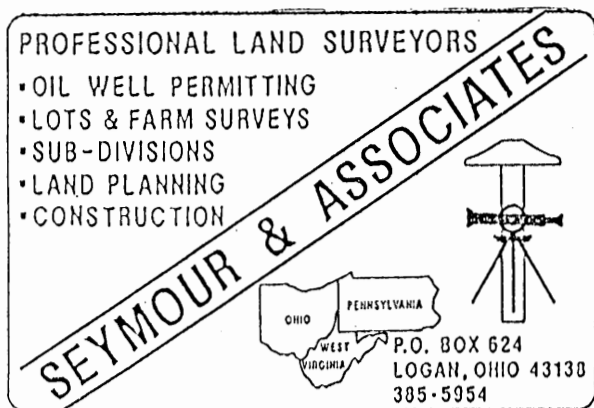 PROFESSIONAL LAND SURVEYORS
▪OIL WELL PERMITTING
▪LOTS & FARM SURVEYS
▪SUB-DIVISIONS
▪LAND PLANNING
▪CONSTRUCTION
SEYMOUR & ASSOCIATES
OHIO
PENNSYLVANIA
WEST
VIRGINIA
P.O. BOX 624
LOGAN, OHIO 43138
385-5954